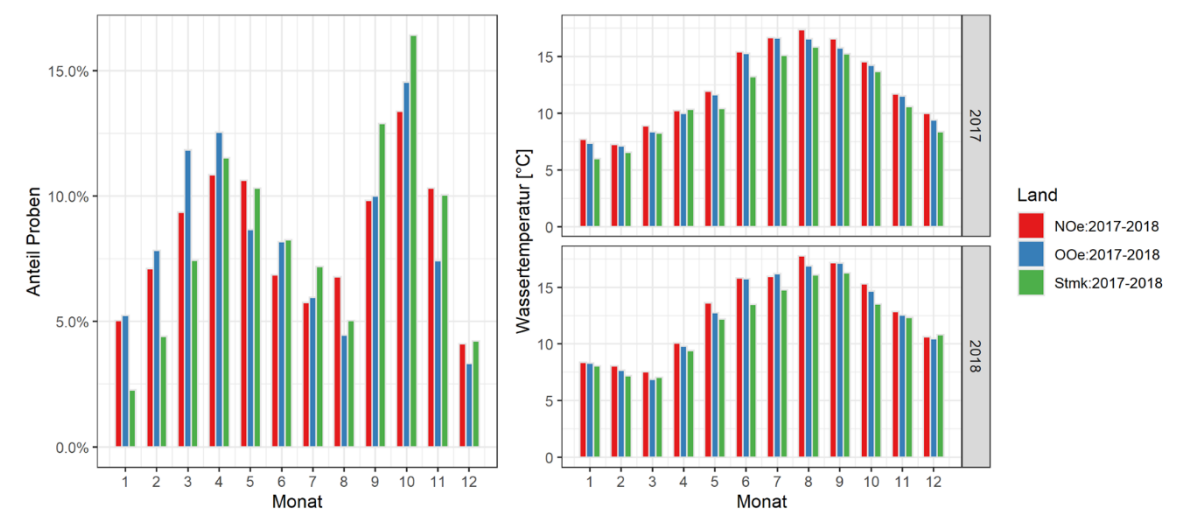 Anteil Proben
15.0%
10.0%
5.0%
0.0%
1 2 3 4 5 6 7 8 9 10 11 12
Monat
Wassertemperatur [°C]
15
10
5
0
2017
15
10
5
0
2018
1 2 3 4 5 6 7 8 9 10 11 12
Monat
Land
NOe:2017-2018
OOe:2017-2018
Stmk:2017-2018